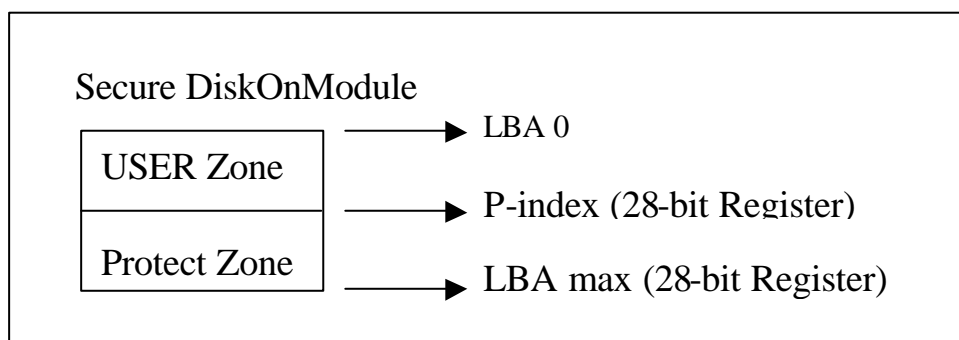 Secure DiskOnModule
LBA 0
USER Zone
P-index (28-bit Register)
Protect Zone
LBA max (28-bit Register)